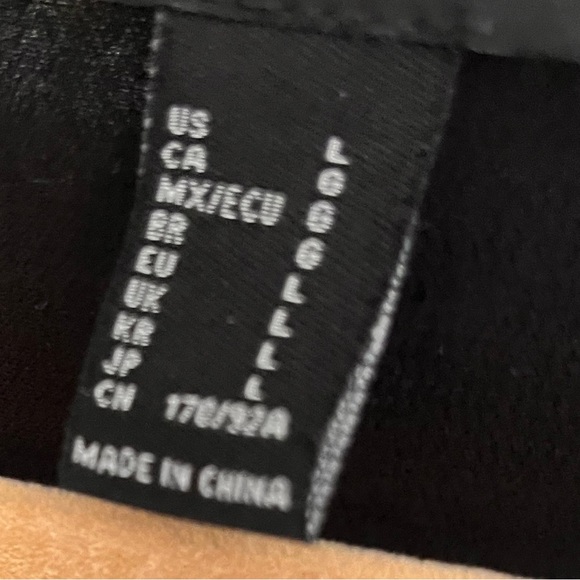 US L
CA G
MX/ECU G
BR G
EU L
UK L
KR L
JP L
CN 170/92A
MADE IN CHINA